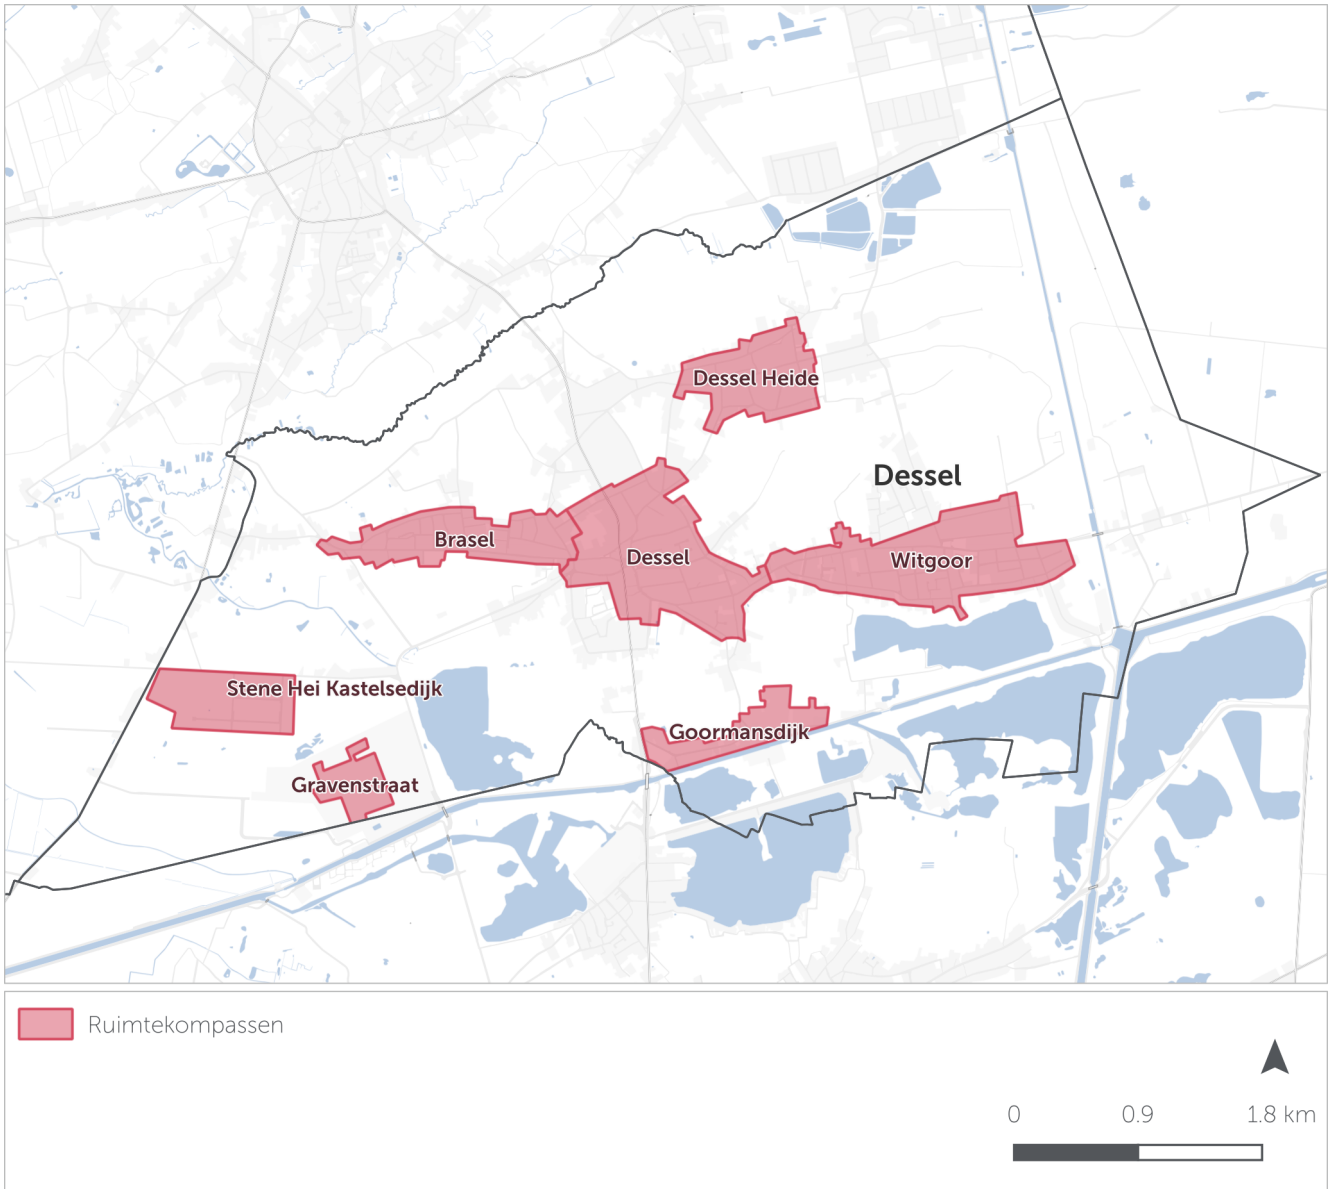 Dessel Heide
Dessel
Brasel
Dessel
Witgoor
Stene Hei Kastelsedijk
Goormansdijk
Gravenstraat
Ruimtekompassen
0 0.9 1.8 km